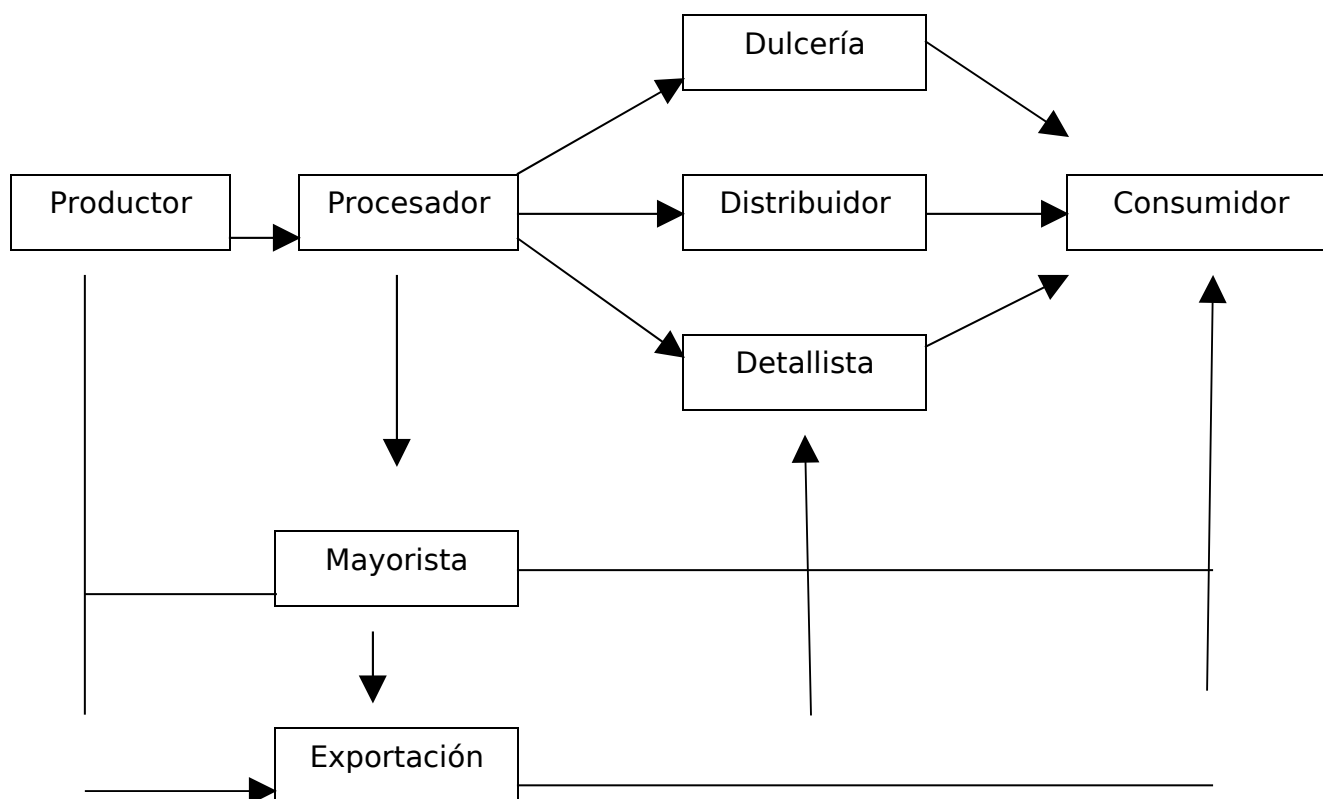 Dulcería
Productor
Procesador
Distribuidor
Consumidor
Detallista
Mayorista
Exportación